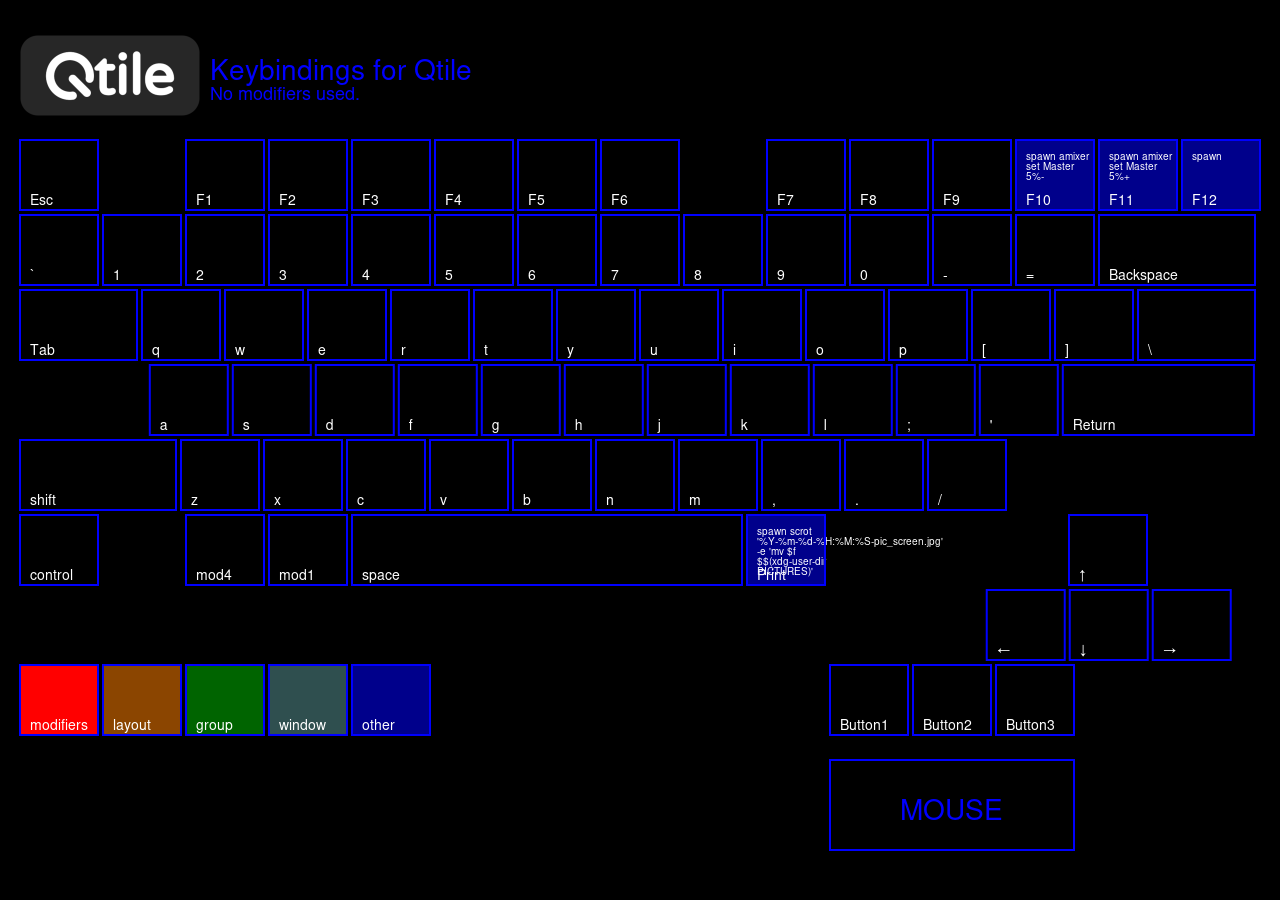 Qtile
Keybindings for Qtile
No modifiers used.
Esc
F1
F2
F3
F4
F5
F6
F7
F8
F9
spawn amixer
set Master
5%-
F10
spawn amixer
set Master
5%+
F11
spawn
F12
`
1
2
3
4
5
6
7
8
9
0
-
=
Backspace
Tab
q
w
e
r
t
y
u
i
o
p
[
]
\
a
s
d
f
g
h
j
k
l
;
'
Return
shift
z
x
c
v
b
n
m
,
.
/
control
mod4
mod1
space
spawn scrot
'%Y-%m-%d-%H:%M:%S-pic_screen.jpg'
-e 'mv $f
$$(xdg-user-di
PICTURES)'
Print
↑
←
↓
→
modifiers
layout
group
window
other
Button1
Button2
Button3
MOUSE